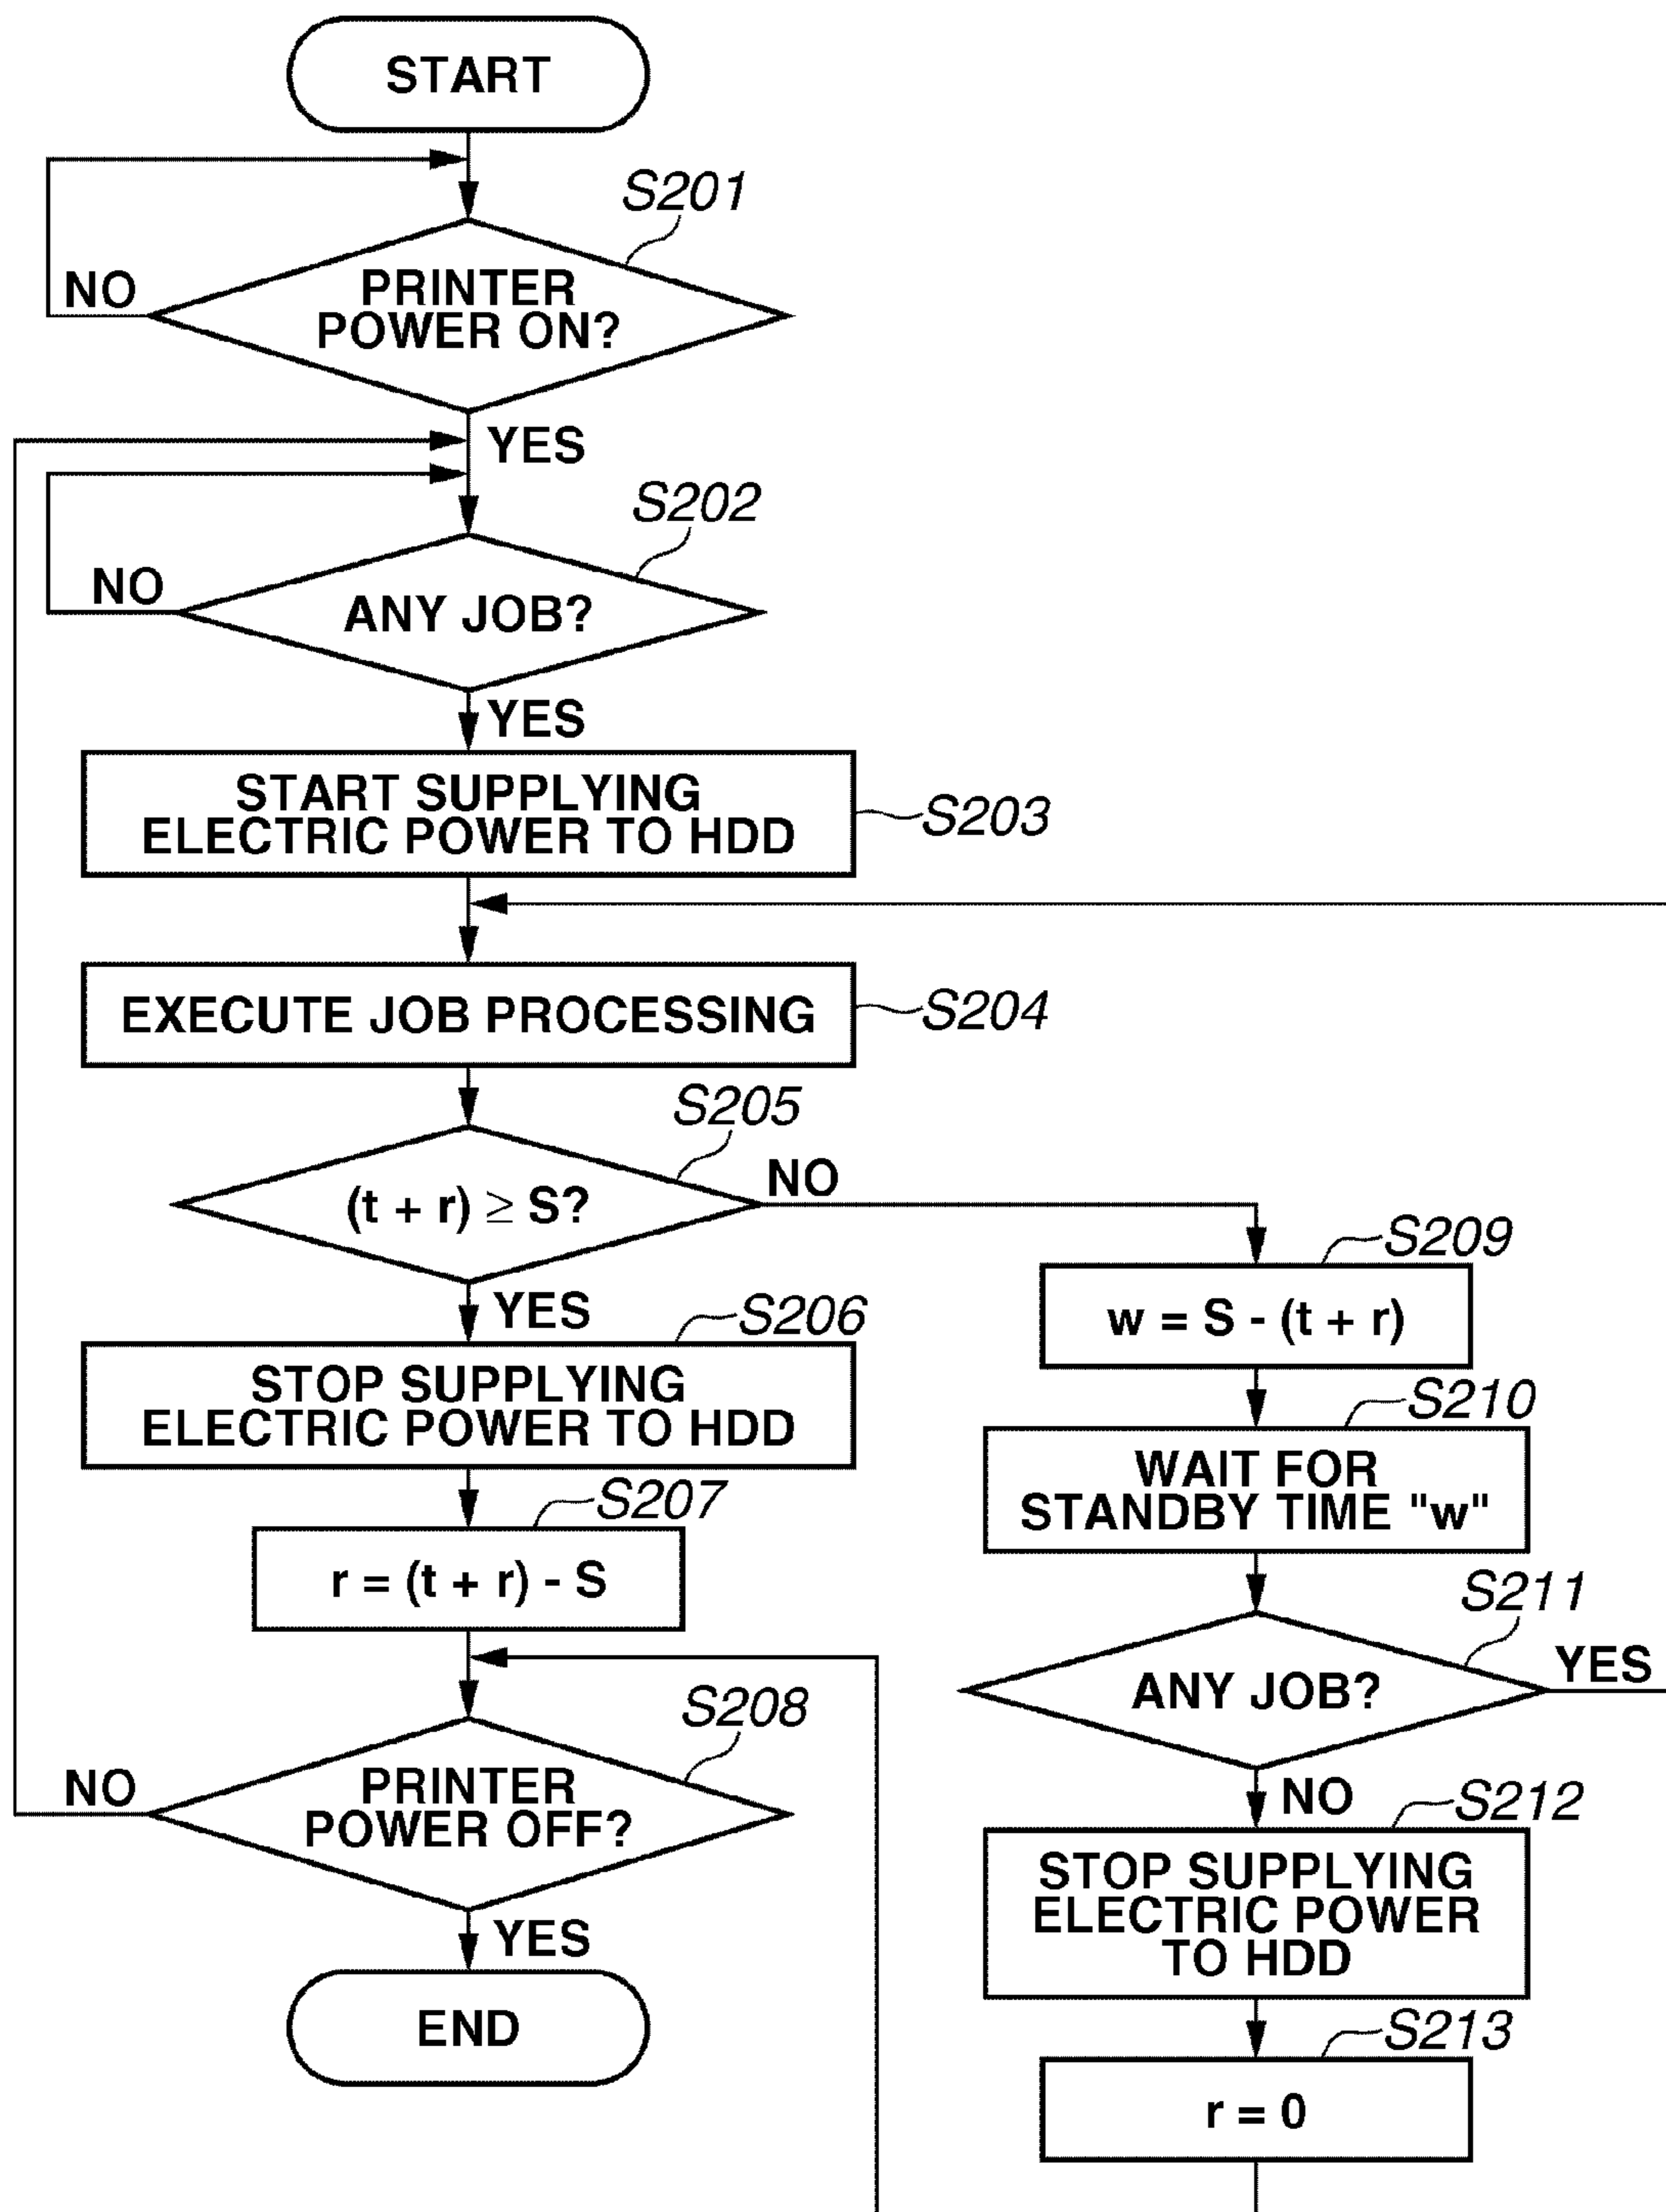 START
S201
PRINTER
POWER ON?
NO
YES
S202
ANY JOB?
NO
YES
START SUPPLYING
ELECTRIC POWER TO HDD
S203
EXECUTE JOB PROCESSING
S204
S205
(t + r) ≥ S?
NO
YES
S206
STOP SUPPLYING
ELECTRIC POWER TO HDD
S207
r = (t + r) - S
S208
PRINTER
POWER OFF?
NO
YES
END
S209
w = S - (t + r)
S210
WAIT FOR
STANDBY TIME "w"
S211
ANY JOB?
YES
NO
S212
STOP SUPPLYING
ELECTRIC POWER
TO HDD
S213
r = 0